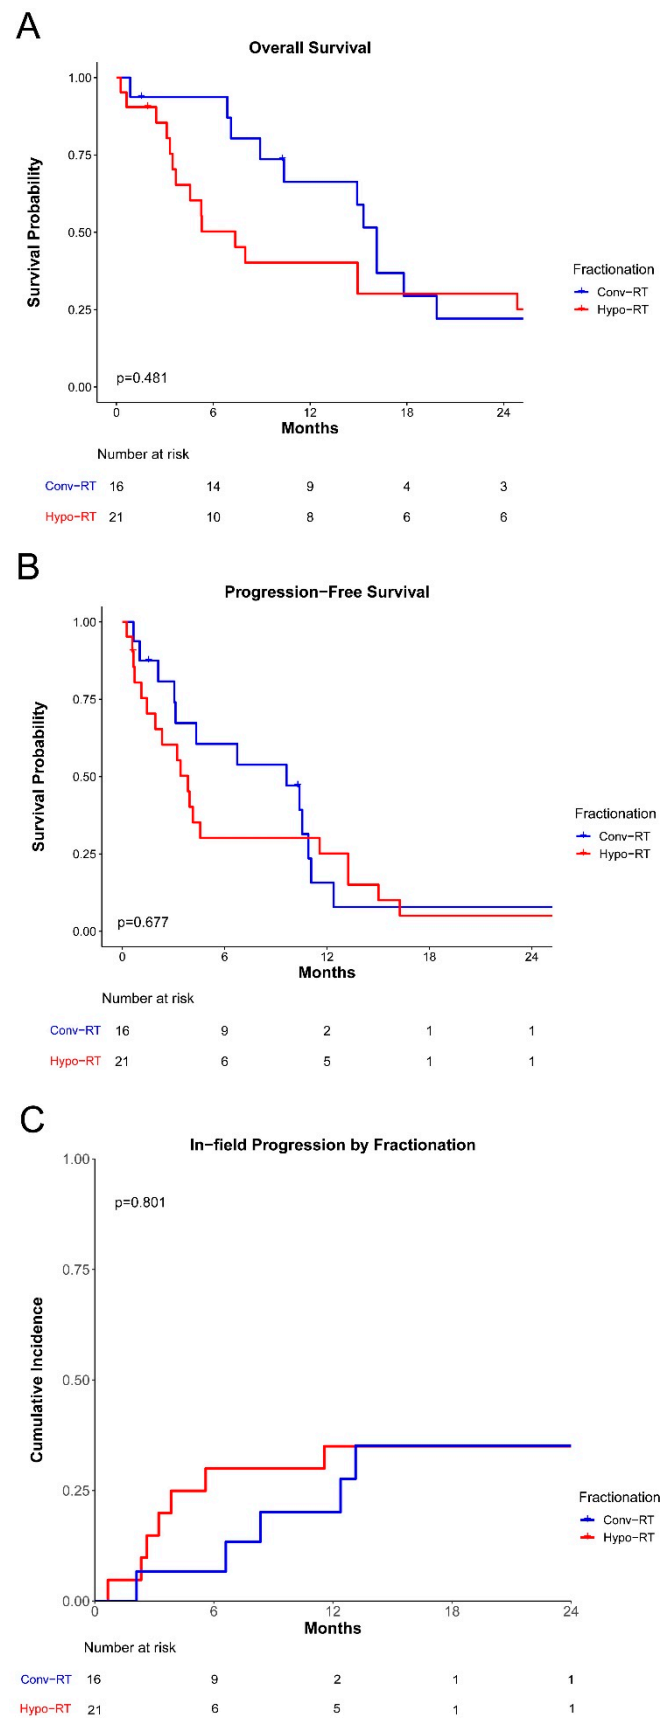 A
Overall Survival
Survival Probability
1.00
0.75
0.50
0.25
0.00
p=0.481
0 6 12 18 24
Months
Fractionation
Conv−RT
Hypo−RT
Number at risk
Conv−RT 16 14 9 4 3
Hypo−RT 21 10 8 6 6
B
Progression−Free Survival
Survival Probability
1.00
0.75
0.50
0.25
0.00
p=0.677
0 6 12 18 24
Months
Fractionation
Conv−RT
Hypo−RT
Number at risk
Conv−RT 16 9 2 1 1
Hypo−RT 21 6 5 1 1
C
In−field Progression by Fractionation
Cumulative Incidence
1.00
0.75
0.50
0.25
0.00
p=0.801
0 6 12 18 24
Months
Fractionation
Conv−RT
Hypo−RT
Number at risk
Conv−RT 16 9 2 1 1
Hypo−RT 21 6 5 1 1